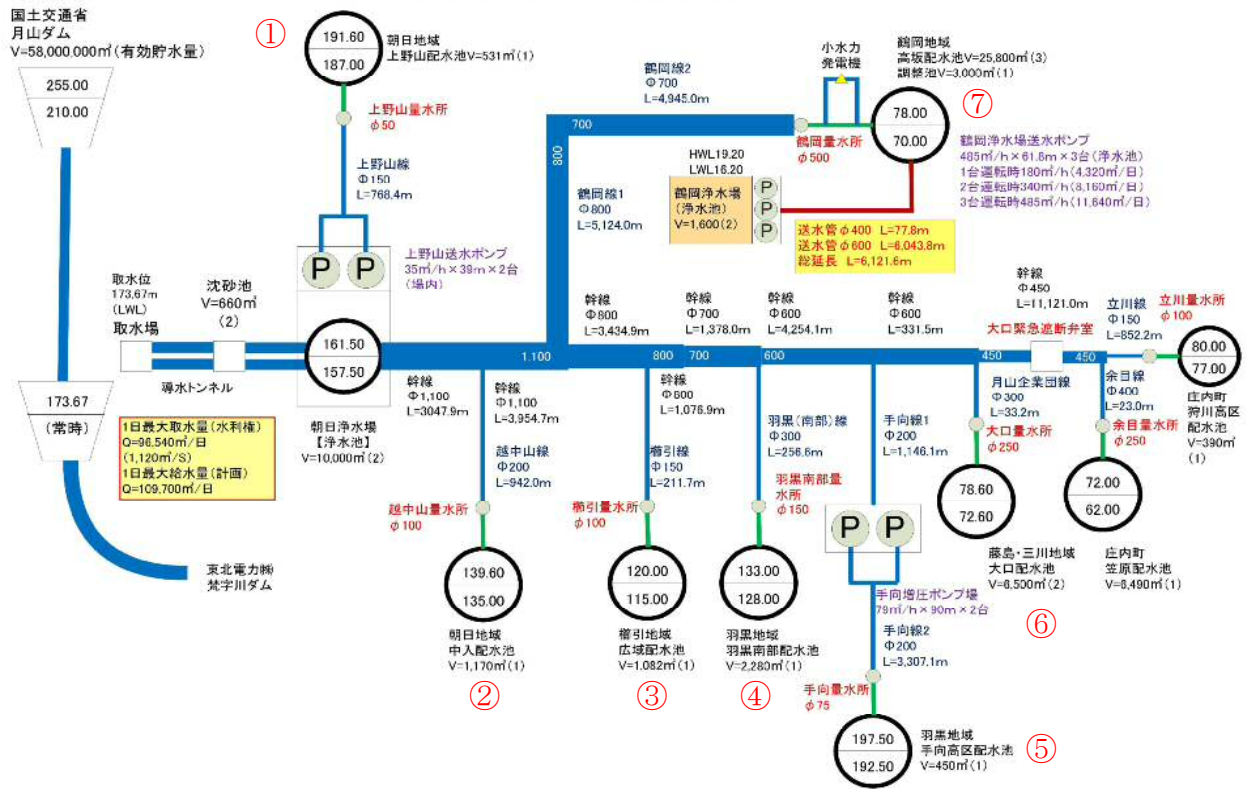 国土交通省
月山ダム
V=58,000,000㎥(有効貯水量)
255.00
210.00
①
191.60
187.00
朝日地域
上野山配水池V=531㎥(1)
上野山量水所
φ50
上野山線
Φ150
L=768.4m
P
P
上野山送水ポンプ
35㎥/h×39m×2台
(場内)
鶴岡線2
Φ700
L=4,945.0m
700
800
小水力
発電機
鶴岡地域
高坂配水池V=25,800㎥(3)
調整池V=3,000㎥(1)
⑦
78.00
70.00
鶴岡量水所
φ500
鶴岡浄水場送水ポンプ
485㎥/h×61.8m×3台(浄水池)
1台運転時180㎥/h(4,320㎥/日)
2台運転時340㎥/h(8,160㎥/日)
3台運転時485㎥/h(11,640㎥/日)
HWL19.20
LWL16.20
鶴岡浄水場
(浄水池)
V=1,600(2)
P
P
P
鶴岡線1
Φ800
L=5,124.0m
送水管φ400 L=77.8m
送水管φ600 L=6,043.8m
総延長 L=6,121.6m
取水位
173.67m
(LWL)
取水場
沈砂池
V=660㎥
(2)
導水トンネル
161.50
157.50
朝日浄水場
【浄水池】
V=10,000㎥(2)
173.67
(常時)
1日最大取水量(水利権)
Q=96,540㎥/日
(1,120㎥/S)
1日最大給水量(計画)
Q=109,700㎥/日
東北電力㈱
梵字川ダム
幹線
Φ800
L=3,434.9m
幹線
Φ700
L=1,378.0m
幹線
Φ600
L=4,254.1m
幹線
Φ600
L=331.5m
幹線
Φ450
L=11,121.0m
大口緊急遮断弁室
立川線
Φ150
L=852.2m
立川量水所
φ100
80.00
77.00
庄内町
狩川高区
配水池
V=390㎥
(1)
1.100
800
700
600
450
450
幹線
Φ1,100
L=3047.9m
幹線
Φ1,100
L=3,954.7m
幹線
Φ800
L=1,076.9m
越中山線
Φ200
L=942.0m
越中山量水所
φ100
139.60
135.00
朝日地域
中入配水池
V=1,170㎥(1)
②
櫛引線
Φ150
L=211.7m
櫛引量水所
φ100
120.00
115.00
櫛引地域
広域配水池
V=1.082㎥(1)
③
羽黒(南部)線
Φ300
L=256.6m
羽黒南部量
水所
φ150
133.00
128.00
羽黒地域
羽黒南部配水池
V=2,280㎥(1)
④
手向線1
Φ200
L=1,146.1m
P
P
手向増圧ポンプ場
79㎥/h×90m×2台
手向線2
Φ200
L=3,307.1m
手向量水所
φ75
197.50
192.50
羽黒地域
手向高区配水池
V=450㎥(1)
⑤
月山企業団線
Φ300
L=33.2m
大口量水所
φ250
78.60
72.60
藤島・三川地域
大口配水池
V=6,500㎥(2)
⑥
余目線
Φ400
L=23.0m
余目量水所
φ250
72.00
62.00
庄内町
笠原配水池
V=6,490㎥(1)